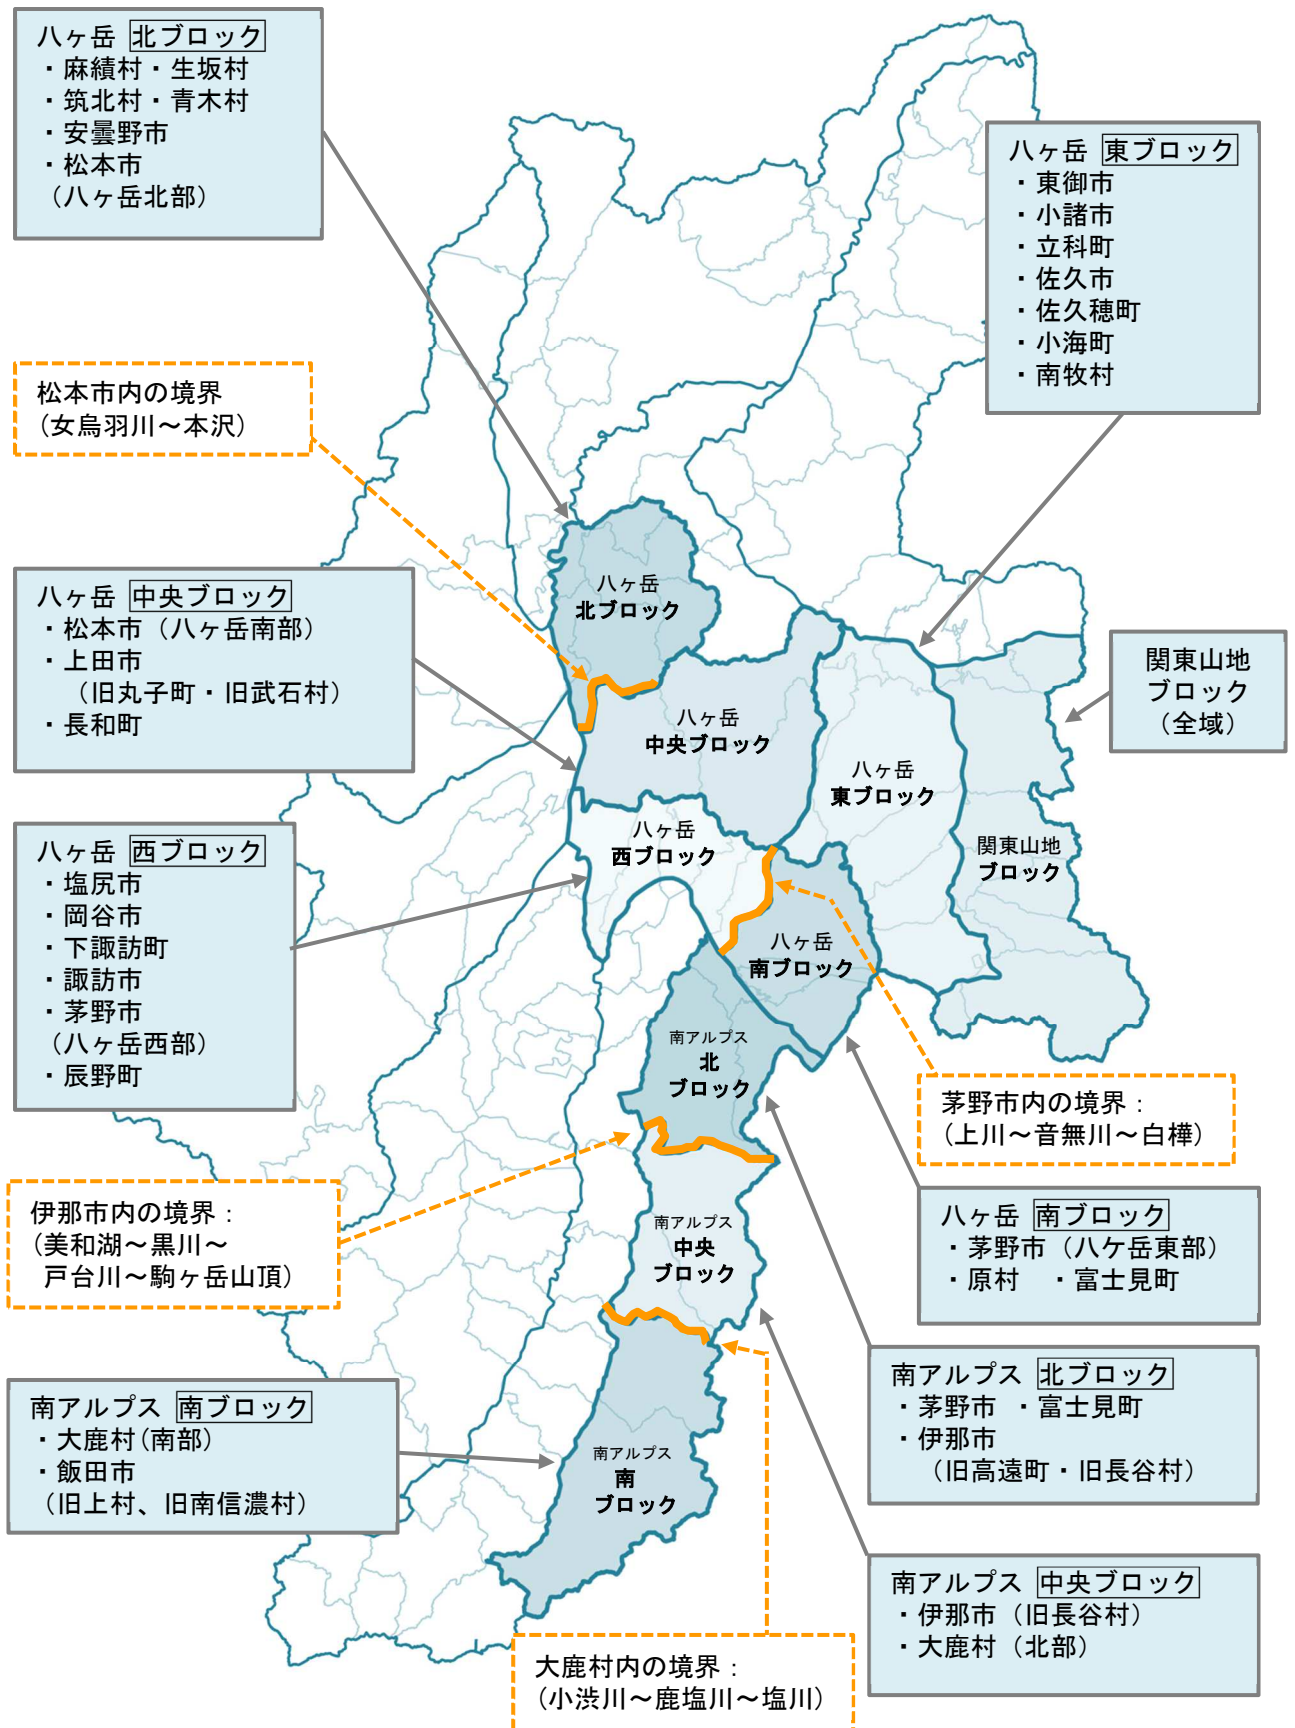 八ヶ岳 北ブロック
・麻績村・生坂村
・筑北村・青木村
・安曇野市
・松本市
（八ヶ岳北部）
八ヶ岳 東ブロック
・東御市
・小諸市
・立科町
・佐久市
・佐久穂町
・小海町
・南牧村
松本市内の境界
（女鳥羽川～本沢）
八ヶ岳 中央ブロック
・松本市（八ヶ岳南部）
・上田市
（旧丸子町・旧武石村）
・長和町
関東山地
ブロック
（全域）
八ヶ岳
北ブロック
八ヶ岳
中央ブロック
八ヶ岳
東ブロック
八ヶ岳
西ブロック
関東山地
ブロック
八ヶ岳
南ブロック
八ヶ岳 西ブロック
・塩尻市
・岡谷市
・下諏訪町
・諏訪市
・茅野市
（八ヶ岳西部）
・辰野町
南アルプス
北
ブロック
茅野市内の境界：
（上川～音無川～白樺）
伊那市内の境界：
（美和湖～黒川～
戸台川～駒ヶ岳山頂）
南アルプス
中央
ブロック
八ヶ岳 南ブロック
・茅野市（八ケ岳東部）
・原村 ・富士見町
南アルプス 北ブロック
・茅野市 ・富士見町
・伊那市
（旧高遠町・旧長谷村）
南アルプス 南ブロック
・大鹿村(南部)
・飯田市
（旧上村、旧南信濃村）
南アルプス
南
ブロック
南アルプス 中央ブロック
・伊那市（旧長谷村）
・大鹿村（北部）
大鹿村内の境界：
（小渋川～鹿塩川～塩川）